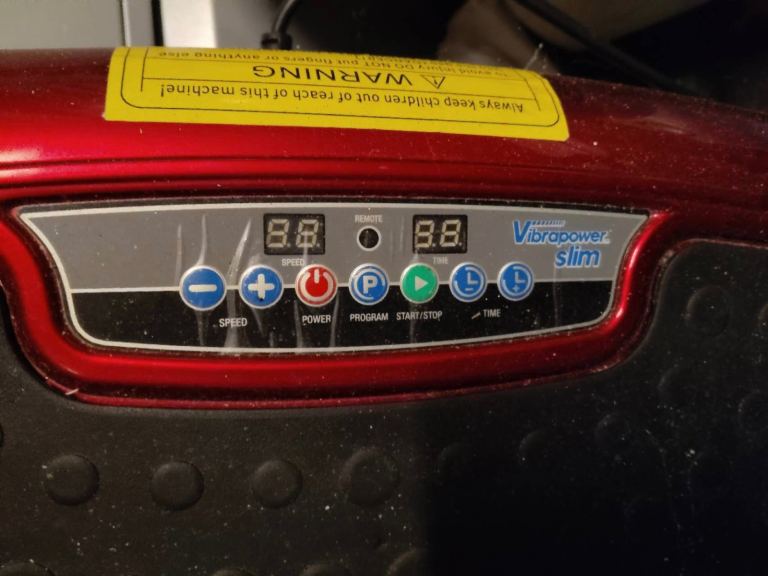 to avoid injury DO NOT put fingers or anything else
WARNING
Always keep children out of reach of this machine!
88 REMOTE 88
SPEED TIME
Vibrapower
slim
P
SPEED POWER PROGRAM START/STOP TIME